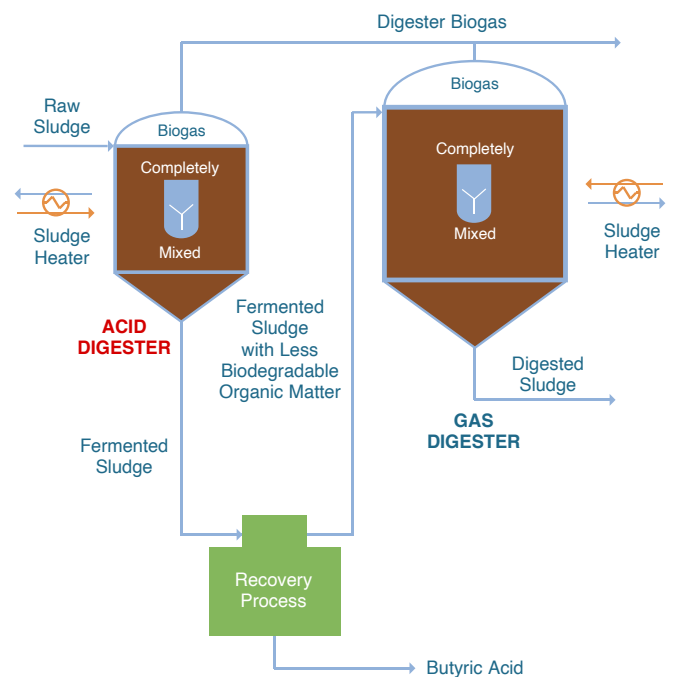 Digester Biogas
Raw
Sludge
Biogas
Completely
Mixed
Sludge
Heater
ACID
DIGESTER
Fermented
Sludge
Biogas
Completely
Mixed
Sludge
Heater
Fermented
Sludge
with Less
Biodegradable
Organic Matter
Digested
Sludge
GAS
DIGESTER
Recovery
Process
Butyric Acid